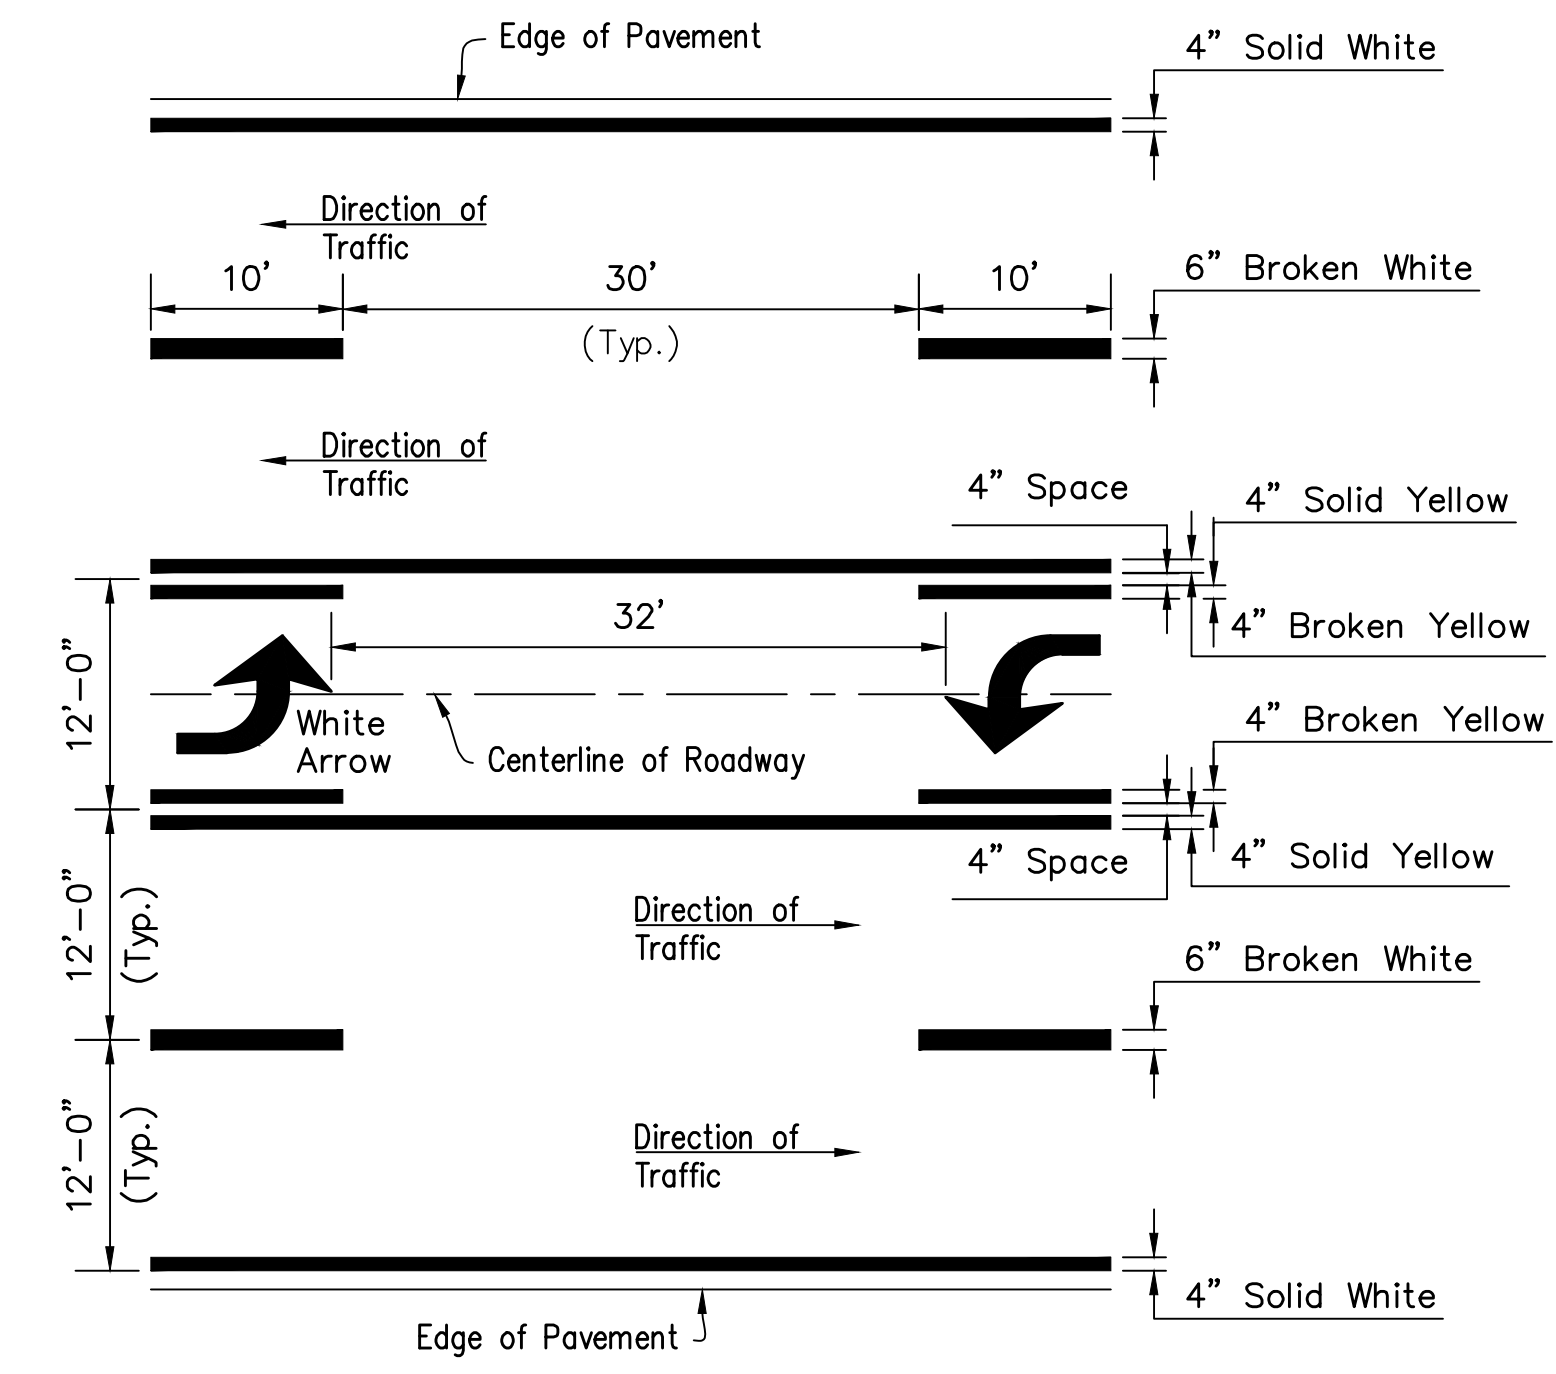 Edge of Pavement
4" Solid White
Direction of
Traffic
10'
30'
10'
(Typ.)
6" Broken White
Direction of
Traffic
4" Space
4" Solid Yellow
32'
4" Broken Yellow
12'-0"
White
Arrow
Centerline of Roadway
4" Broken Yellow
4" Space
4" Solid Yellow
12'-0"
(Typ.)
Direction of
Traffic
6" Broken White
12'-0"
(Typ.)
Direction of
Traffic
4" Solid White
Edge of Pavement